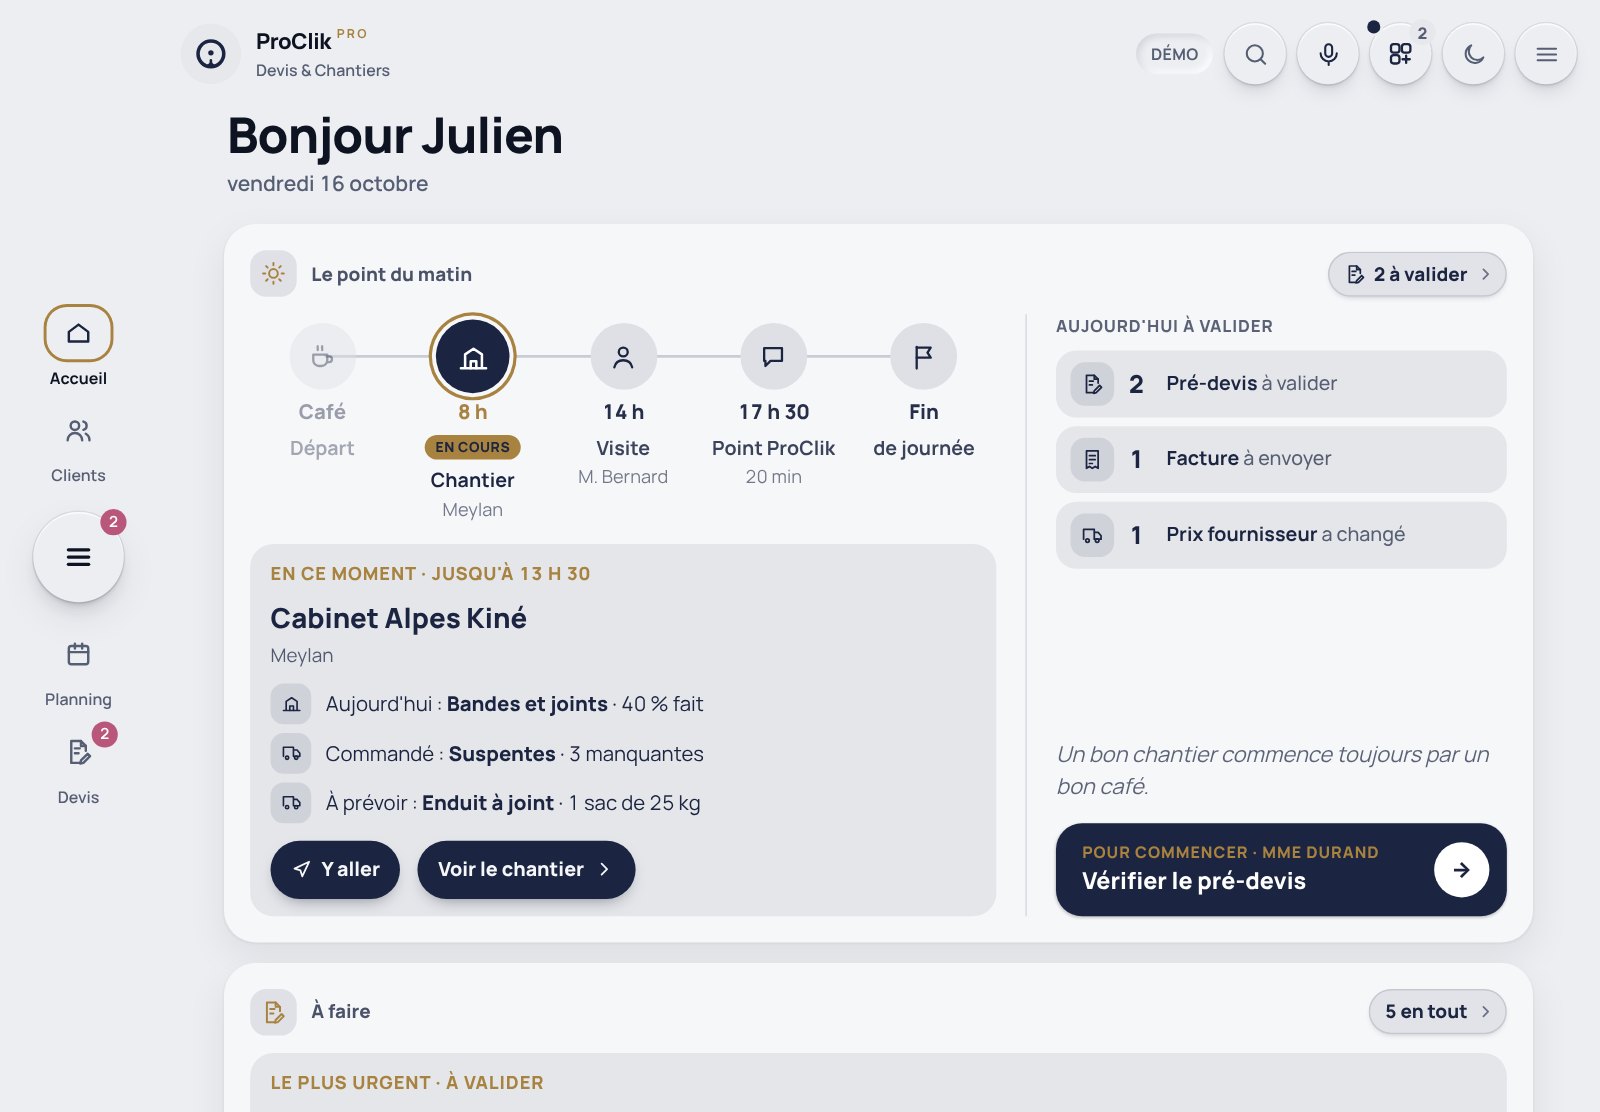 ProClik PRO
Devis & Chantiers
DÉMO
2
Bonjour Julien
vendredi 16 octobre
Le point du matin
2 à valider
Café
Départ
8 h
EN COURS
Chantier
Meylan
14 h
Visite
M. Bernard
17 h 30
Point ProClik
20 min
Fin
de journée
AUJOURD'HUI À VALIDER
2 Pré-devis à valider
1 Facture à envoyer
1 Prix fournisseur a changé
Accueil
Clients
2
Planning
2
Devis
EN CE MOMENT · JUSQU'À 13 H 30
Cabinet Alpes Kiné
Meylan
Aujourd'hui : Bandes et joints · 40 % fait
Commandé : Suspentes · 3 manquantes
À prévoir : Enduit à joint · 1 sac de 25 kg
Y aller
Voir le chantier
Un bon chantier commence toujours par un
bon café.
POUR COMMENCER · MME DURAND
Vérifier le pré-devis
À faire
5 en tout
LE PLUS URGENT · À VALIDER